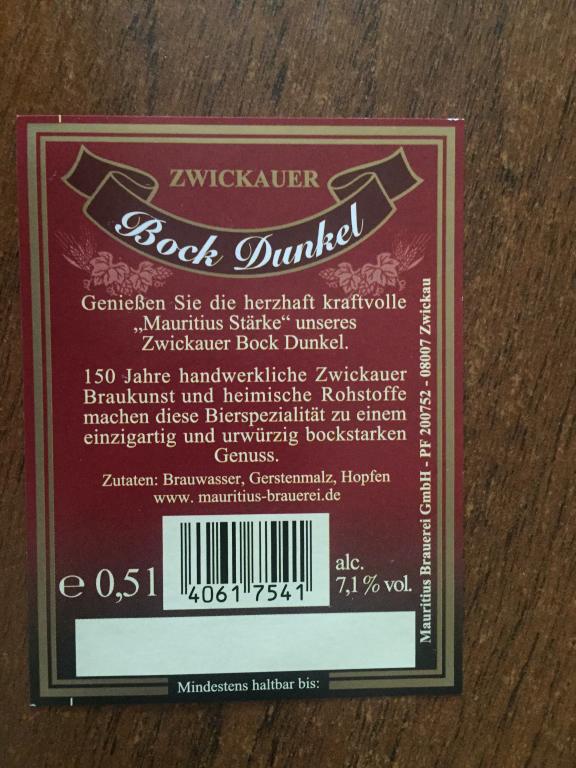 ZWICKAUER
Bock Dunkel
Genießen Sie die herzhaft kraftvolle
„Mauritius Stärke“ unseres
Zwickauer Bock Dunkel.
150 Jahre handwerkliche Zwickauer
Braukunst und heimische Rohstoffe
machen diese Bierspezialität zu einem
einzigartig und urwürzig bockstarken
Genuss.
Zutaten: Brauwasser, Gerstenmalz, Hopfen
www. mauritius-brauerei.de
℮ 0,5 l
4061 7541
alc.
7,1 % vol.
Mindestens haltbar bis:
Mauritius Brauerei GmbH - PF 200752 - 08007 Zwickau